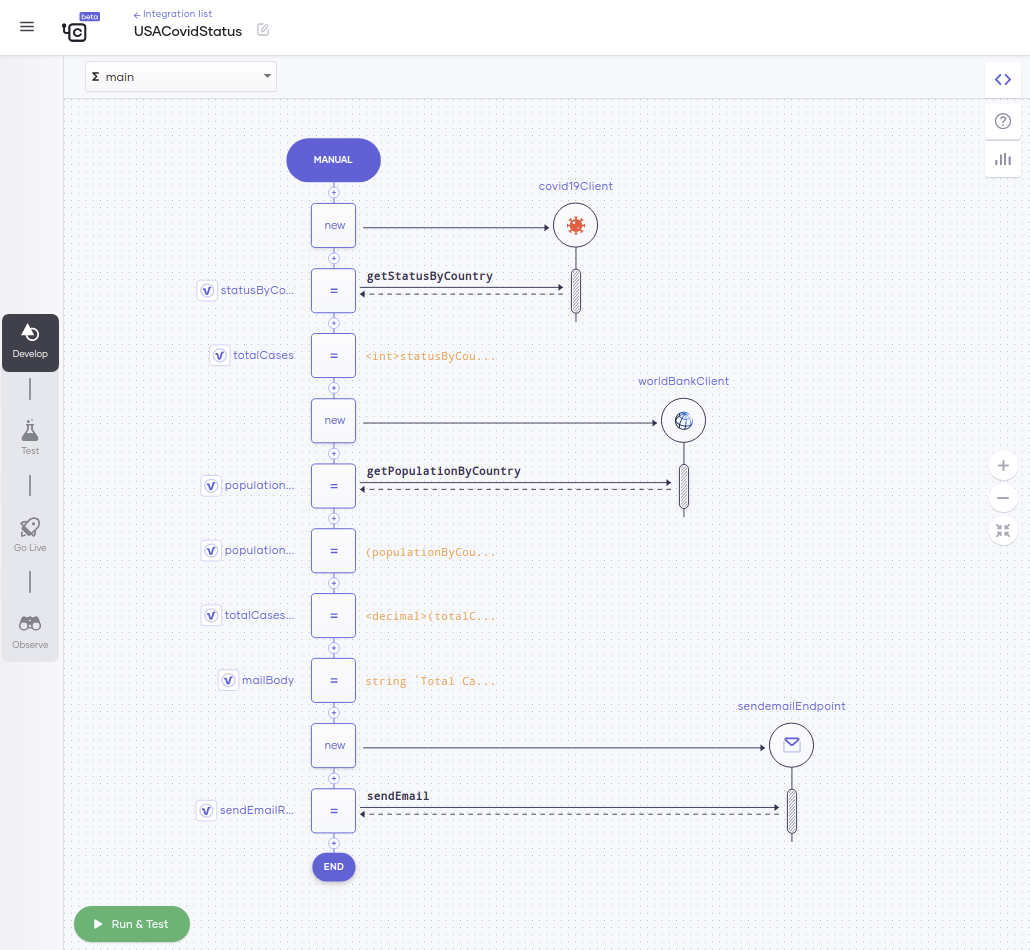 beta
← Integration list
USACovidStatus
Σ main
MANUAL
covid19Client
new
getStatusByCountry
statusByCo...
=
Develop
totalCases
=
<int>statusByCou...
worldBankClient
new
Test
getPopulationByCountry
population...
=
Go Live
population...
=
(populationByCou...
totalCases...
=
<decimal>(totalC...
Observe
mailBody
=
string `Total Ca...
sendemailEndpoint
new
sendEmail
sendEmailR...
=
END
Run & Test